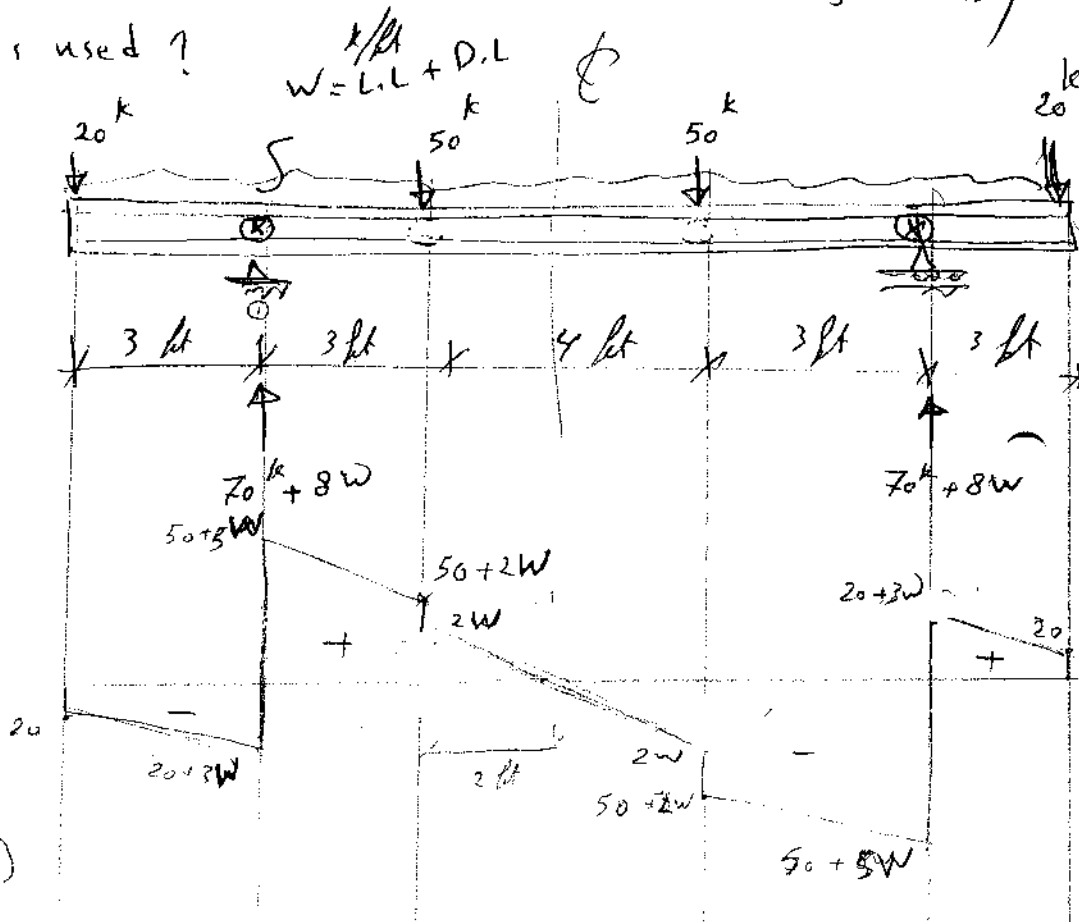 used ?
k/ft
W = L.L + D.L
20 k
50 k
50 k
20 k
3 ft
3 ft
4 ft
3 ft
3 ft
70 k + 8W
70 k + 8W
50+5W
50+2W
2W
20+3W
20
+
+
20
-
20+3W
2 ft
2W
-
50+2W
50+5W